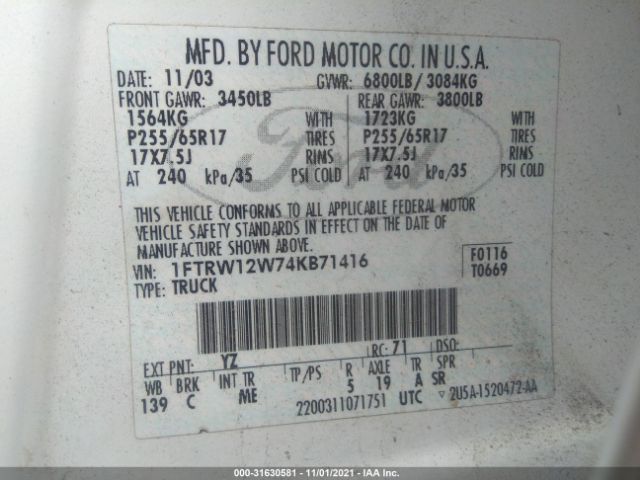 MFD. BY FORD MOTOR CO. IN U.S.A.
DATE: 11/03 GVWR: 6800LB/ 3084KG
FRONT GAWR: 3450LB REAR GAWR: 3800LB
1564KG WITH 1723KG WITH
P255/65R17 TIRES P255/65R17 TIRES
17X7.5J RIMS 17X7.5J RIMS
AT 240 kPa/35 PSI COLD AT 240 kPa/35 PSI COLD
THIS VEHICLE CONFORMS TO ALL APPLICABLE FEDERAL MOTOR
VEHICLE SAFETY STANDARDS IN EFFECT ON THE DATE OF
MANUFACTURE SHOWN ABOVE.
VIN: 1FTRW12W74KB71416 F0116
TYPE: TRUCK T0669
EXT PNT: YZ RC: 71 DSO:
WB BRK INT TR TP/PS R AXLE TR SPR
139 C ME 5 19 A SR
2200311071751 UTC ▽ 2U5A-1520472-AA
Ford
000-31630581 - 11/01/2021 - IAA Inc.